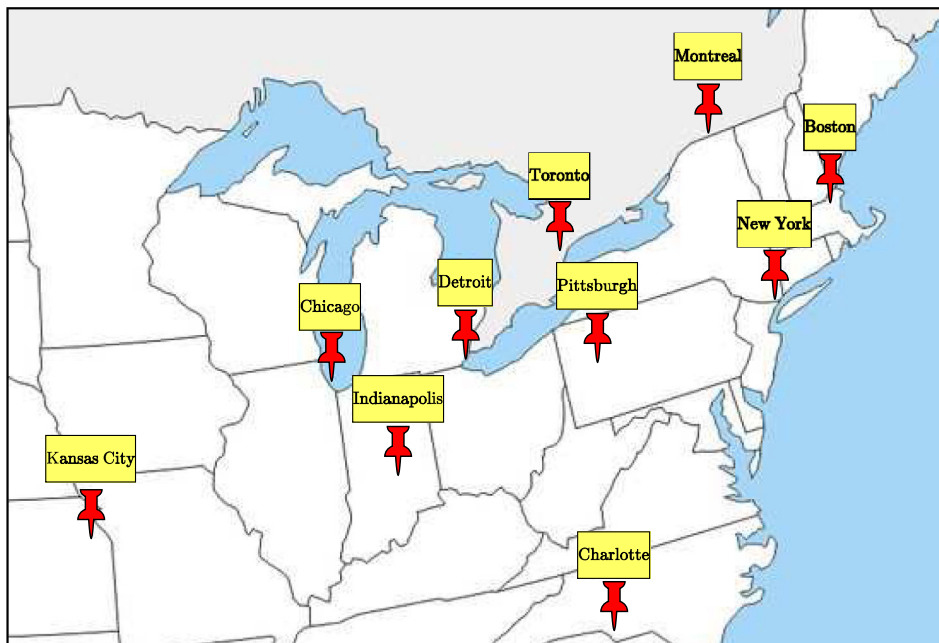 Montreal
Boston
Toronto
New York
Detroit
Pittsburgh
Chicago
Indianapolis
Kansas City
Charlotte